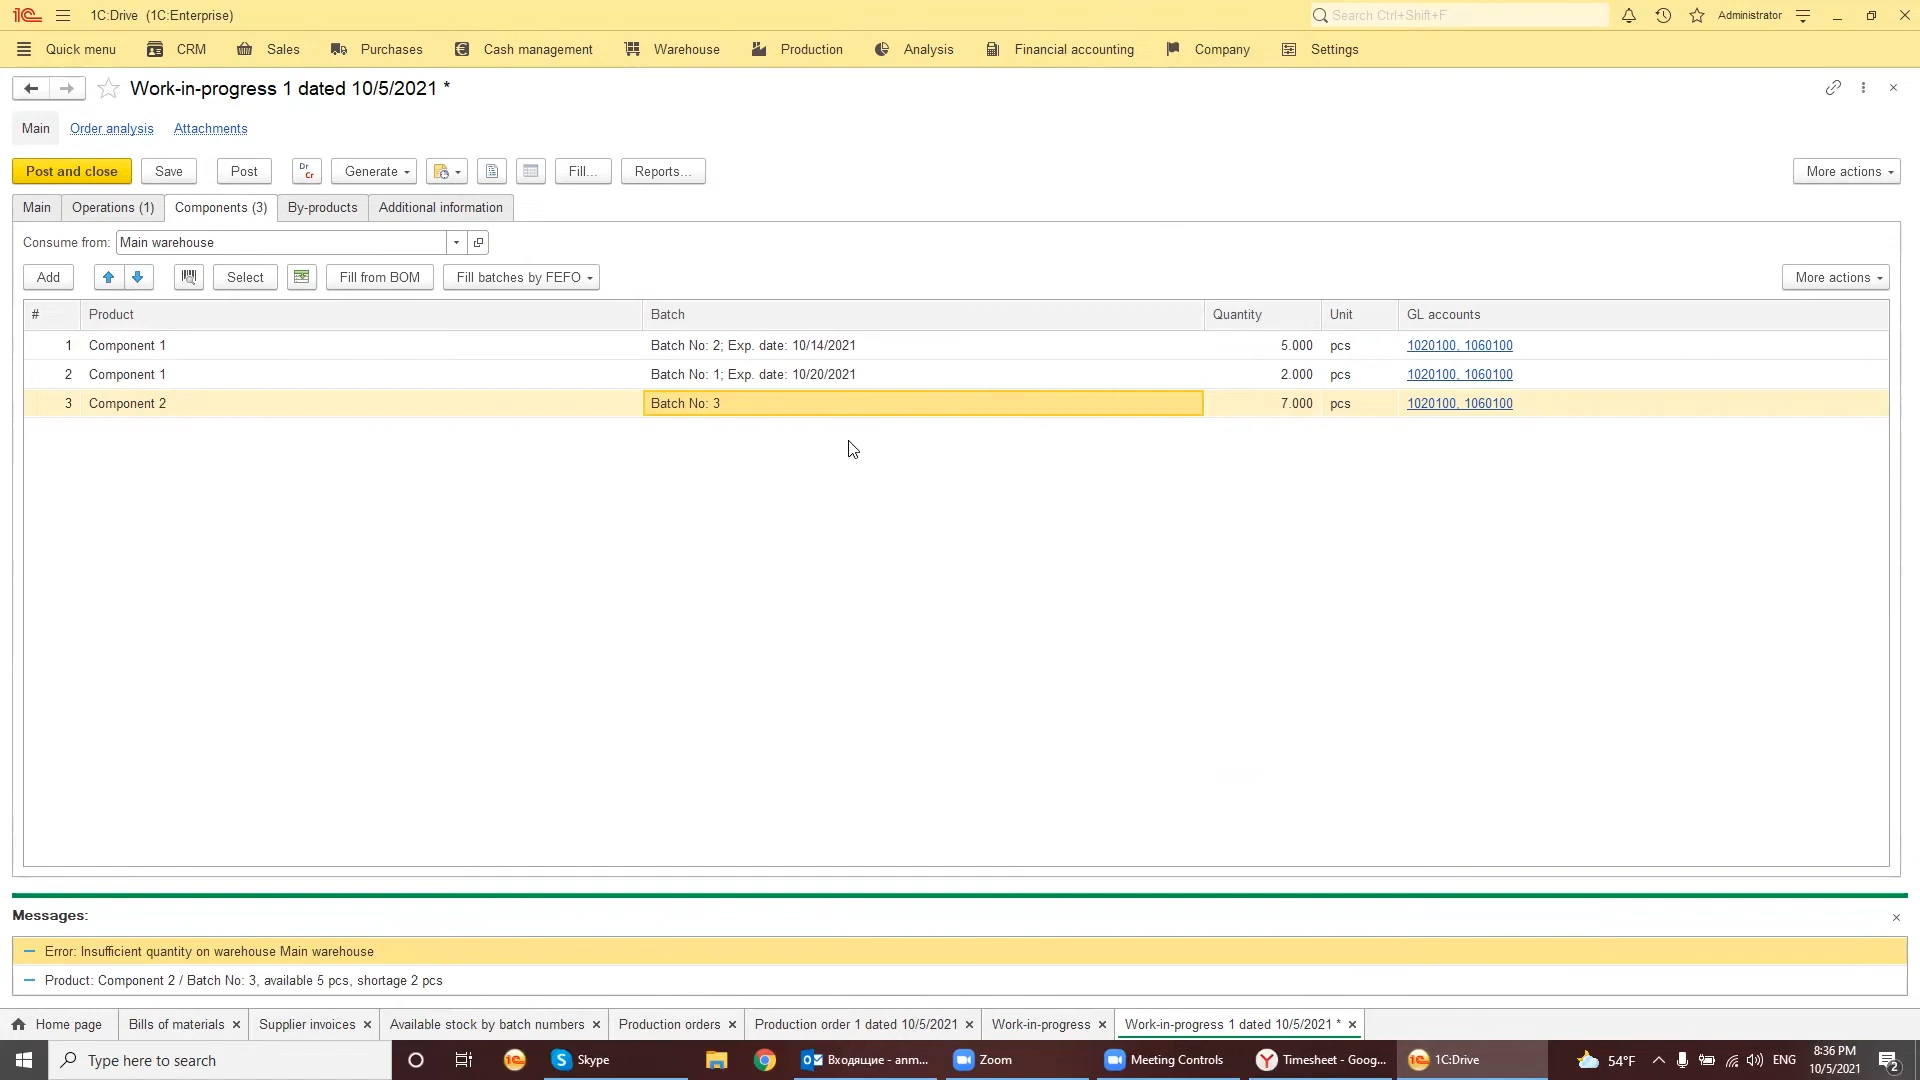 1C:Drive (1C:Enterprise)
Search Ctrl+Shift+F
Administrator
Quick menu CRM Sales Purchases Cash management Warehouse Production Analysis Financial accounting Company Settings
Work-in-progress 1 dated 10/5/2021 *
Main Order analysis Attachments
Post and close Save Post Dr Cr Generate Fill... Reports... More actions
Main Operations (1) Components (3) By-products Additional information
Consume from: Main warehouse
Add Select Fill from BOM Fill batches by FEFO More actions
# Product Batch Quantity Unit GL accounts
1 Component 1 Batch No: 2; Exp. date: 10/14/2021 5.000 pcs 1020100, 1060100
2 Component 1 Batch No: 1; Exp. date: 10/20/2021 2.000 pcs 1020100, 1060100
3 Component 2 Batch No: 3 7.000 pcs 1020100, 1060100
Messages:
Error: Insufficient quantity on warehouse Main warehouse
Product: Component 2 / Batch No: 3, available 5 pcs, shortage 2 pcs
Home page Bills of materials Supplier invoices Available stock by batch numbers Production orders Production order 1 dated 10/5/2021 Work-in-progress Work-in-progress 1 dated 10/5/2021 *
Type here to search Skype Входящие - anm... Zoom Meeting Controls Timesheet - Goog... 1C:Drive 54°F ENG 8:36 PM
10/5/2021 2